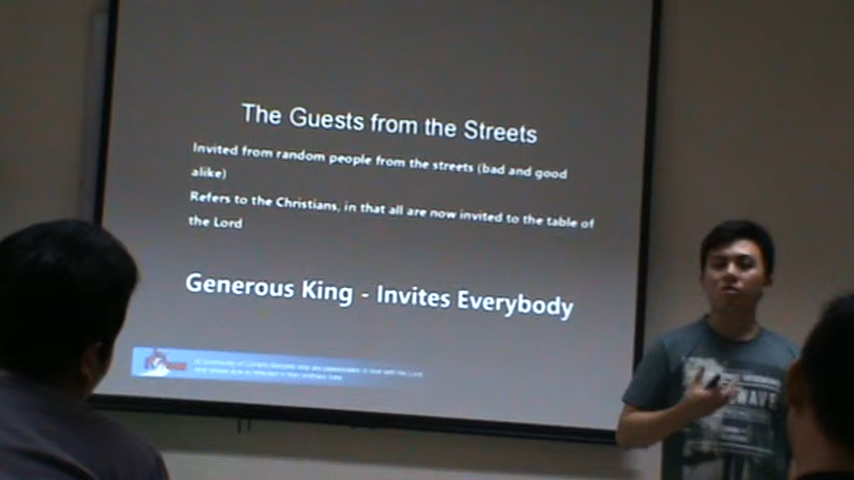 The Guests from the Streets
Invited from random people from the streets (bad and good
alike)
Refers to the Christians, in that all are now invited to the table of
the Lord
Generous King - Invites Everybody
WAVE